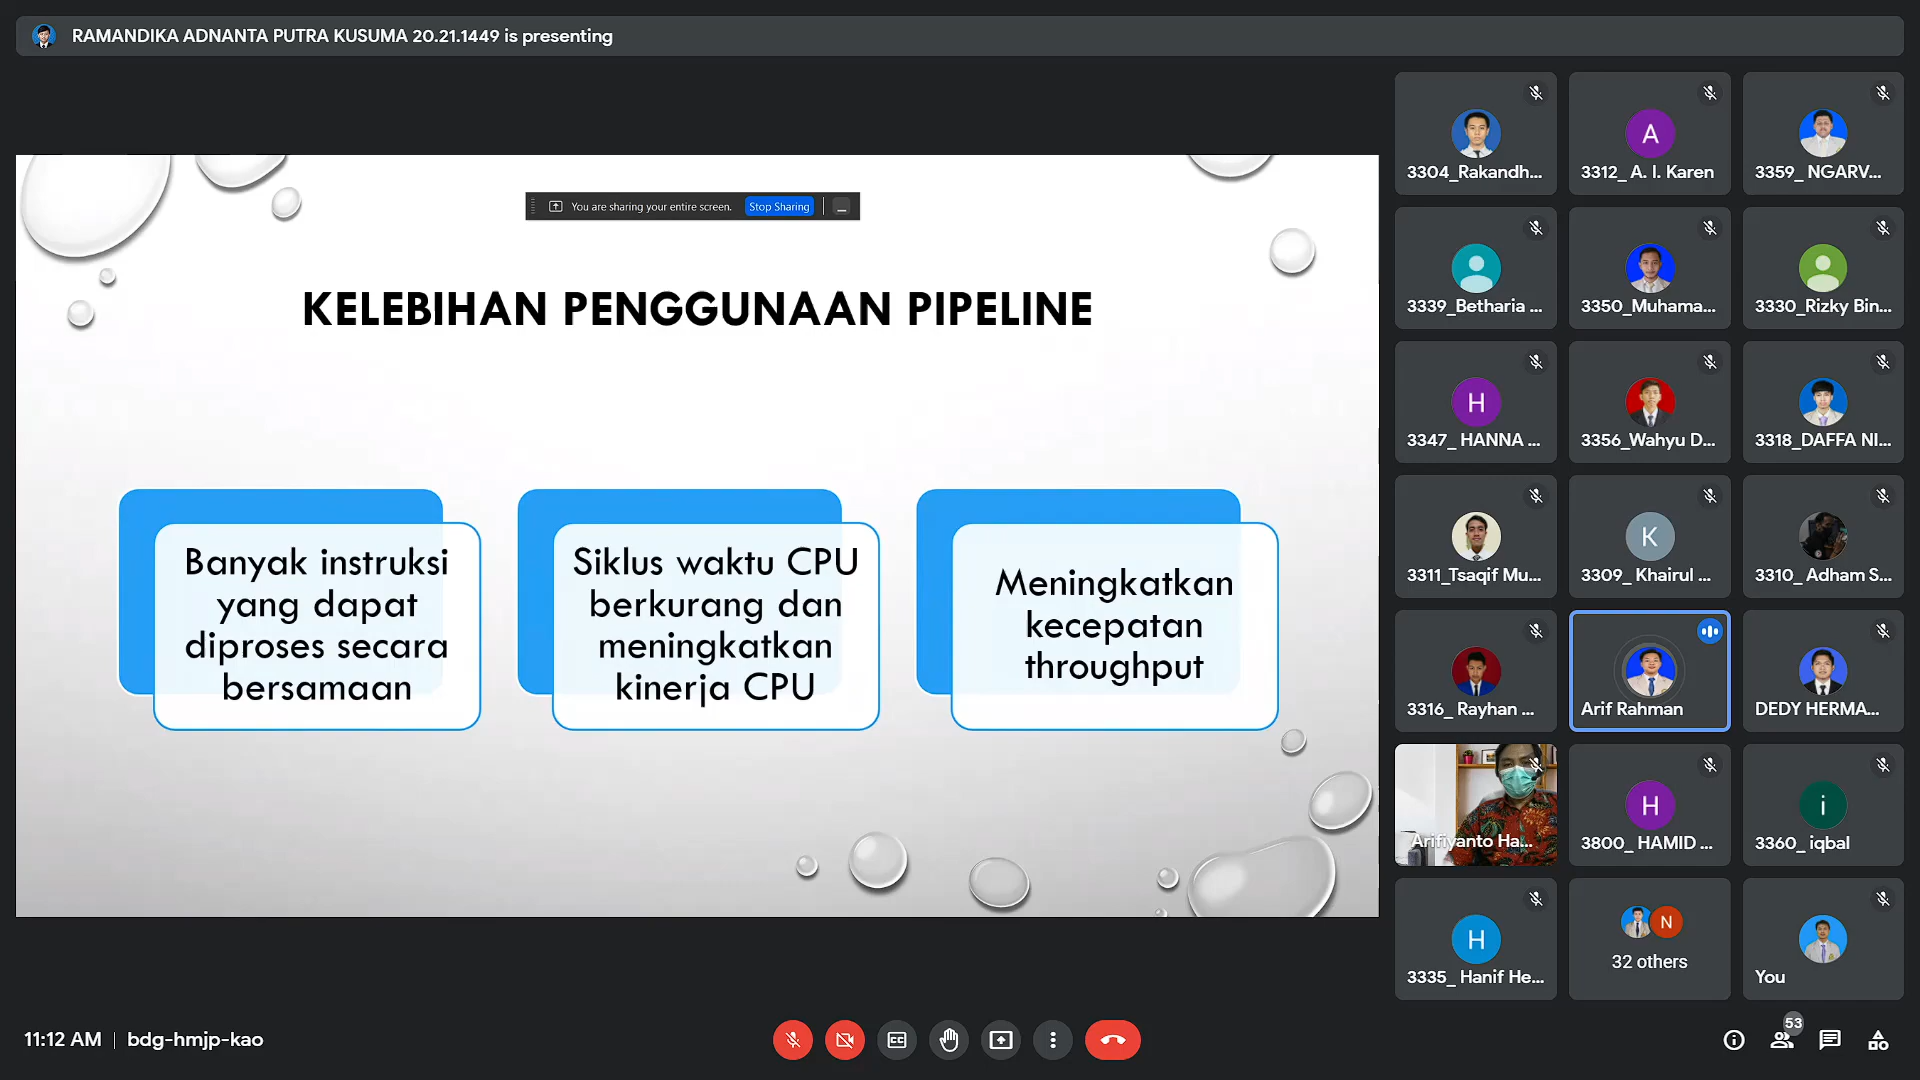 RAMANDIKA ADNANTA PUTRA KUSUMA 20.21.1449 is presenting
You are sharing your entire screen. Stop Sharing
KELEBIHAN PENGGUNAAN PIPELINE
Banyak instruksi
yang dapat
diproses secara
bersamaan
Siklus waktu CPU
berkurang dan
meningkatkan
kinerja CPU
Meningkatkan
kecepatan
throughput
3304_Rakandh...
A
3312_ A. I. Karen
3359_ NGARV...
3339_Betharia ...
3350_Muhama...
3330_Rizky Bin...
H
3347_ HANNA ...
3356_Wahyu D...
3318_DAFFA NI...
3311_Tsaqif Mu...
K
3309_ Khairul ...
3310_ Adham S...
3316_ Rayhan ...
Arif Rahman
DEDY HERMA...
Arifiyanto Ha...
H
3800_ HAMID ...
i
3360_ iqbal
H
3335_ Hanif He...
N
32 others
You
11:12 AM | bdg-hmjp-kao
53